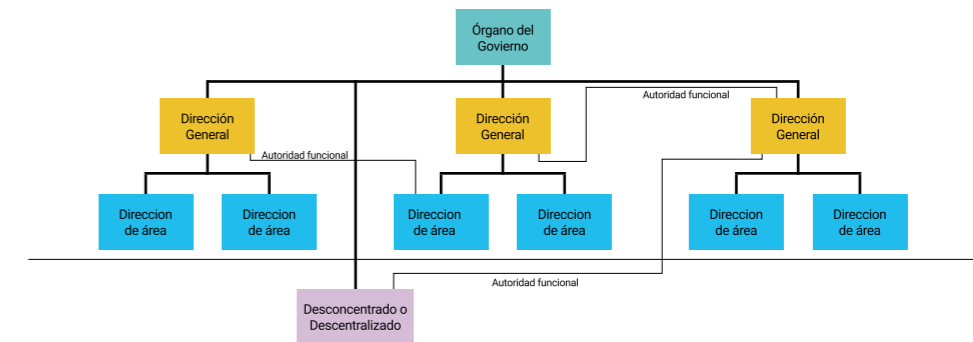 Órgano del
Govierno
Autoridad funcional
Dirección
General
Dirección
General
Dirección
General
Autoridad funcional
Direccion
de área
Direccion
de área
Direccion
de área
Direccion
de área
Direccion
de área
Direccion
de área
Autoridad funcional
Desconcentrado o
Descentralizado